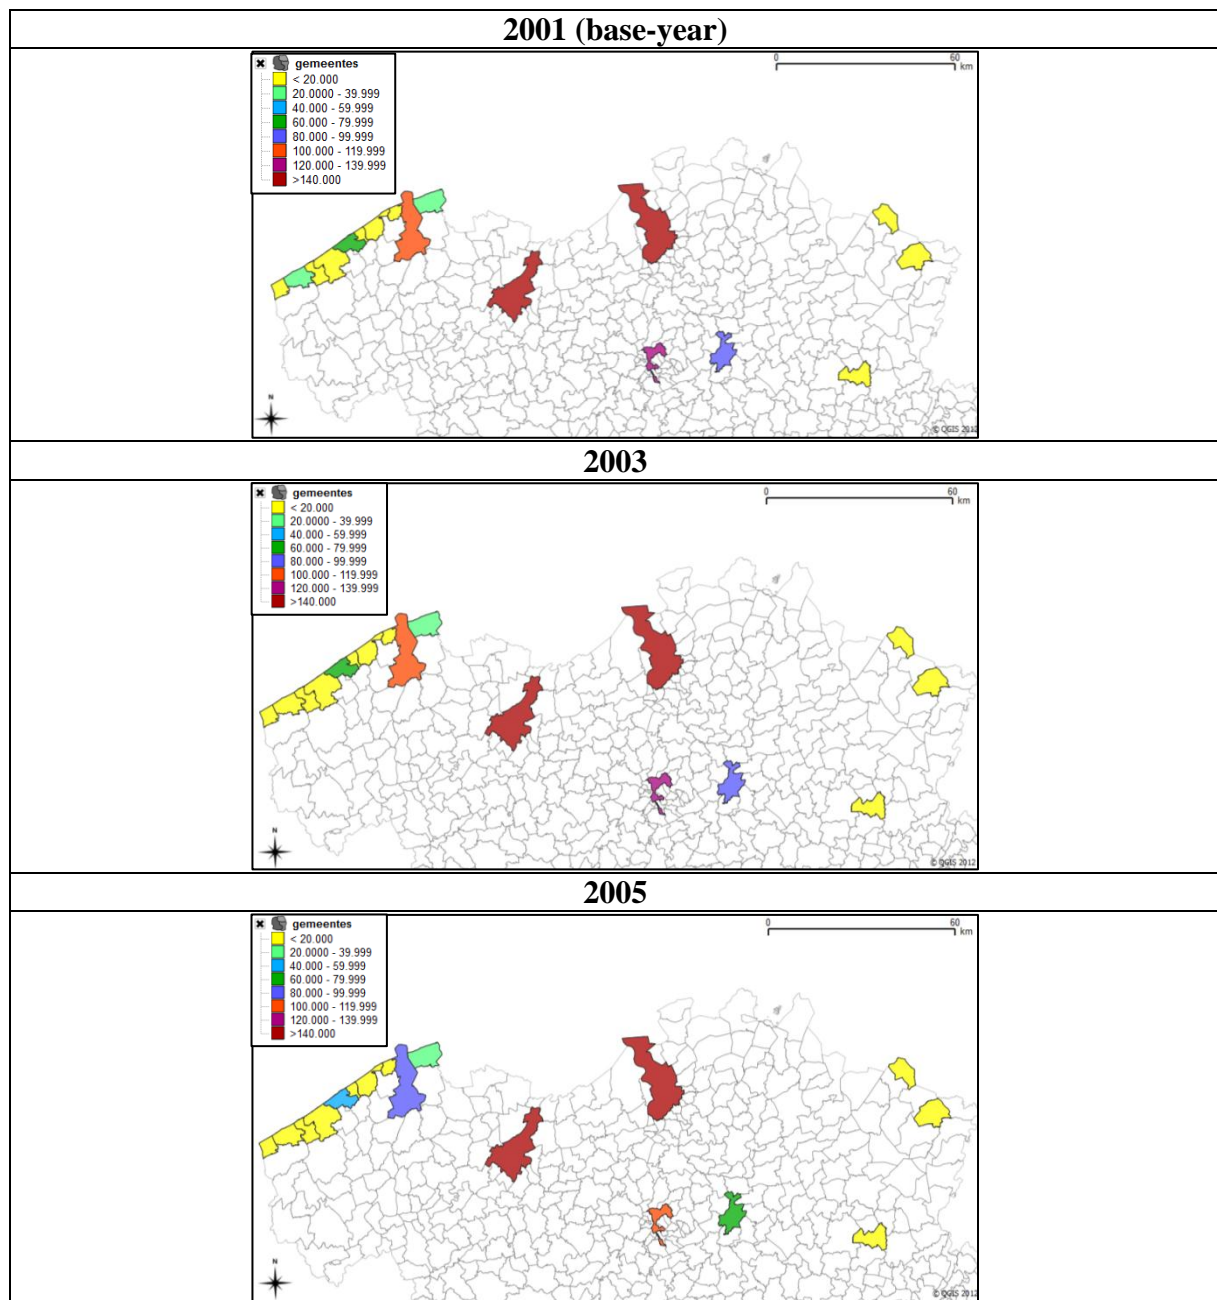 2001 (base-year)
gemeentes
< 20.000
20.0000 - 39.999
40.000 - 59.999
60.000 - 79.999
80.000 - 99.999
100.000 - 119.999
120.000 - 139.999
>140.000
0 60
km
N
© QGIS 2012
2003
gemeentes
< 20.000
20.0000 - 39.999
40.000 - 59.999
60.000 - 79.999
80.000 - 99.999
100.000 - 119.999
120.000 - 139.999
>140.000
0 60
km
N
© QGIS 2012
2005
gemeentes
< 20.000
20.0000 - 39.999
40.000 - 59.999
60.000 - 79.999
80.000 - 99.999
100.000 - 119.999
120.000 - 139.999
>140.000
0 60
km
N
© QGIS 2012